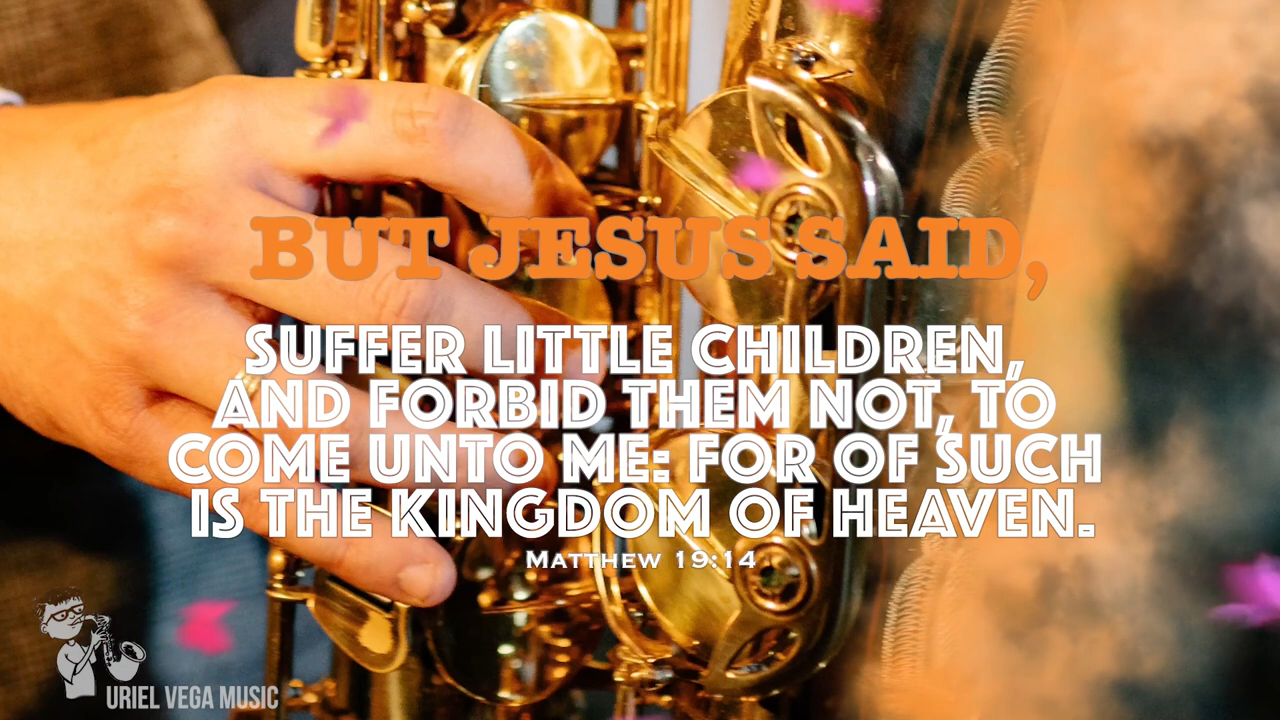 BUT JESUS SAID,
SUFFER LITTLE CHILDREN,
AND FORBID THEM NOT, TO
COME UNTO ME: FOR OF SUCH
IS THE KINGDOM OF HEAVEN.
MATTHEW 19:14
URIEL VEGA MUSIC